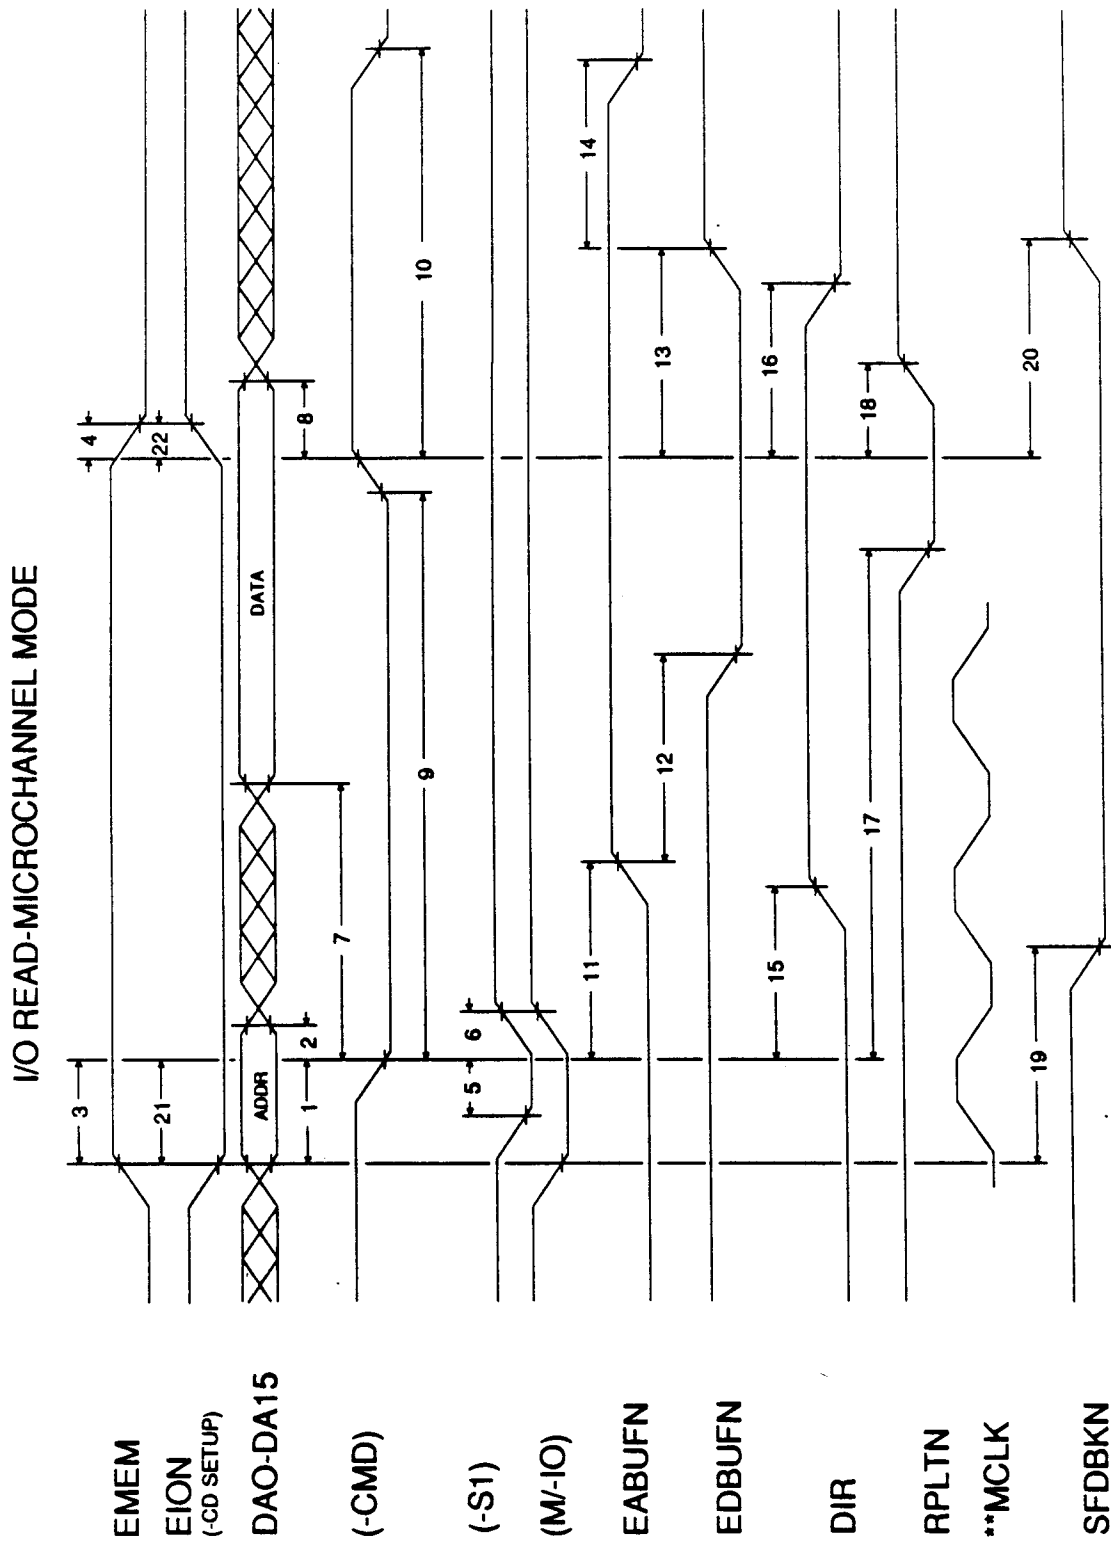 I/O READ-MICROCHANNEL MODE
EMEM
3
4
EION
(-CD SETUP)
21
22
DAO-DA15
ADDR
DATA
1
2
8
7
(-CMD)
9
10
(-S1)
5
6
(M/-IO)
EABUFN
11
14
12
EDBUFN
13
DIR
15
16
RPLTN
17
18
**MCLK
SFDBKN
19
20